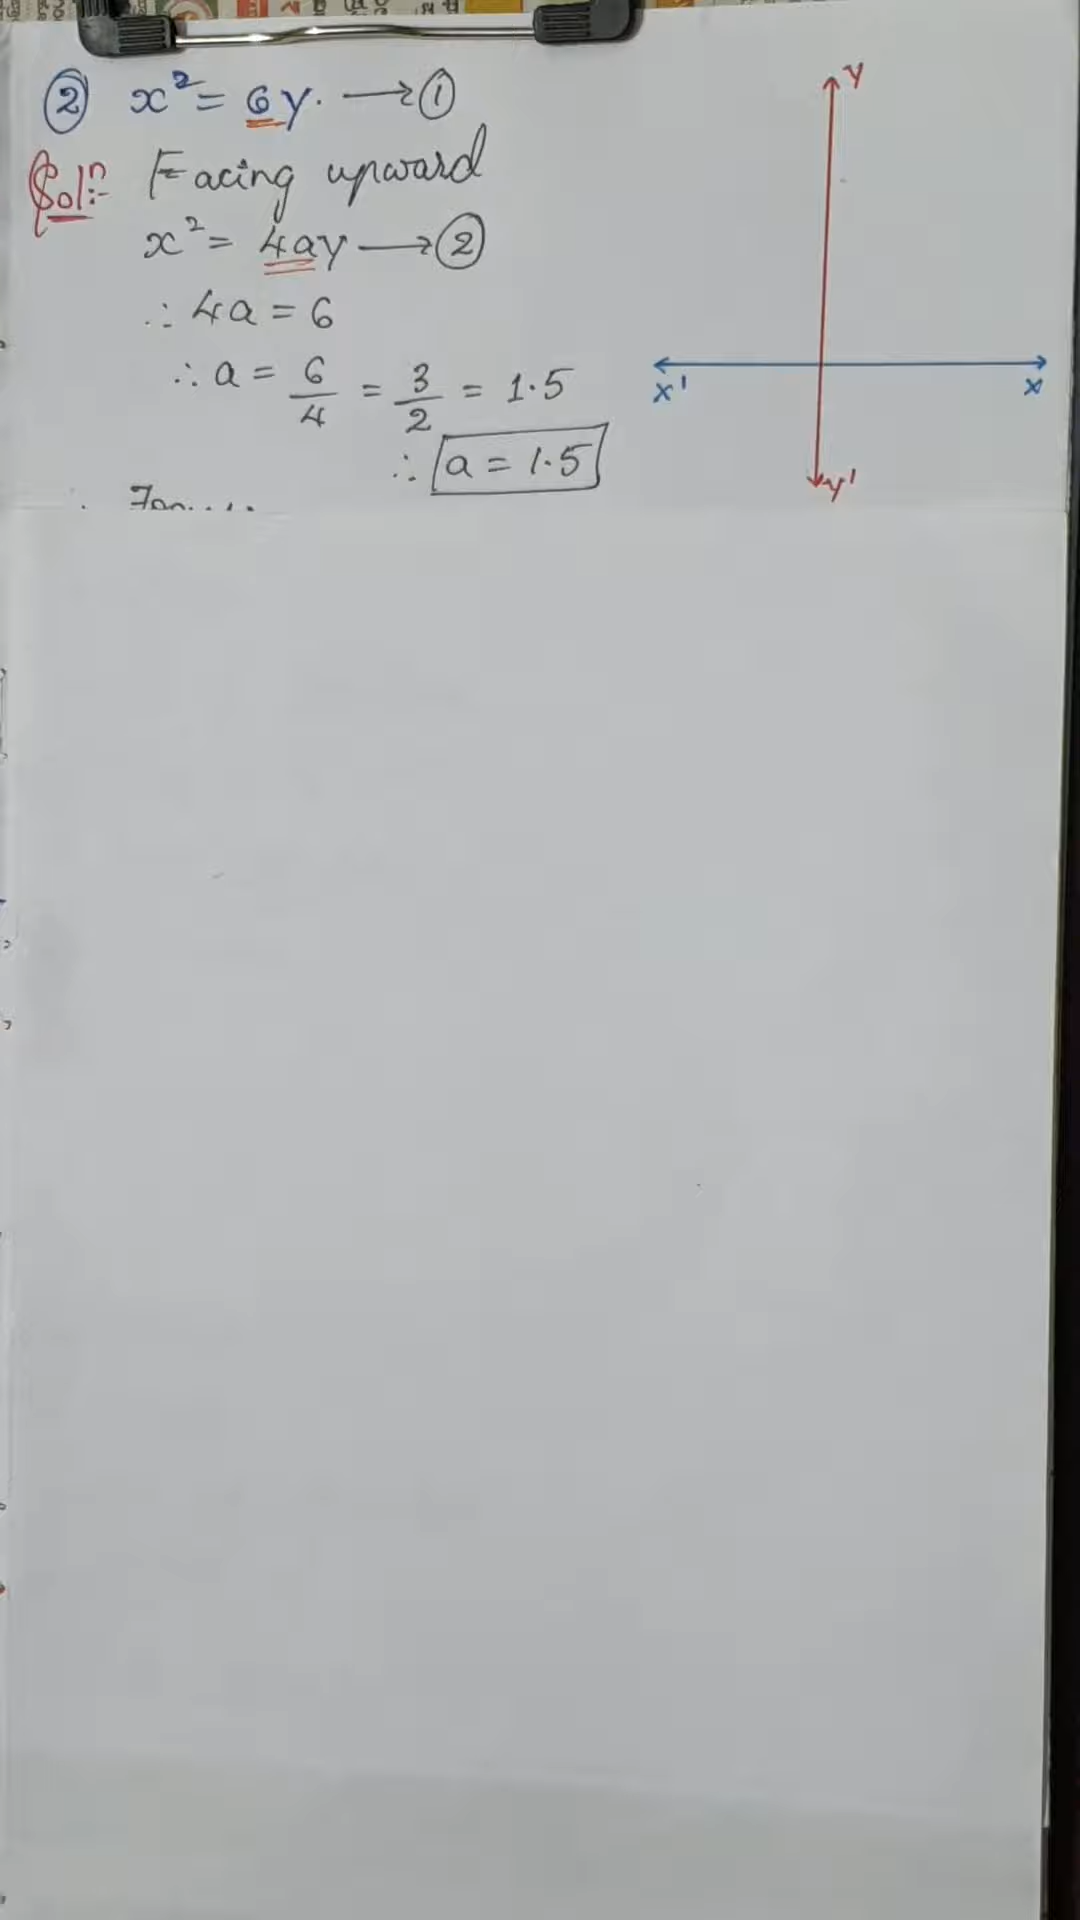 ② x² = 6y. ⟶ ①
Solⁿ:- Facing upward
x² = 4ay ⟶ ②
∴ 4a = 6
∴ a = 6/4 = 3/2 = 1.5
∴ a = 1.5
Y
X' X
Y'